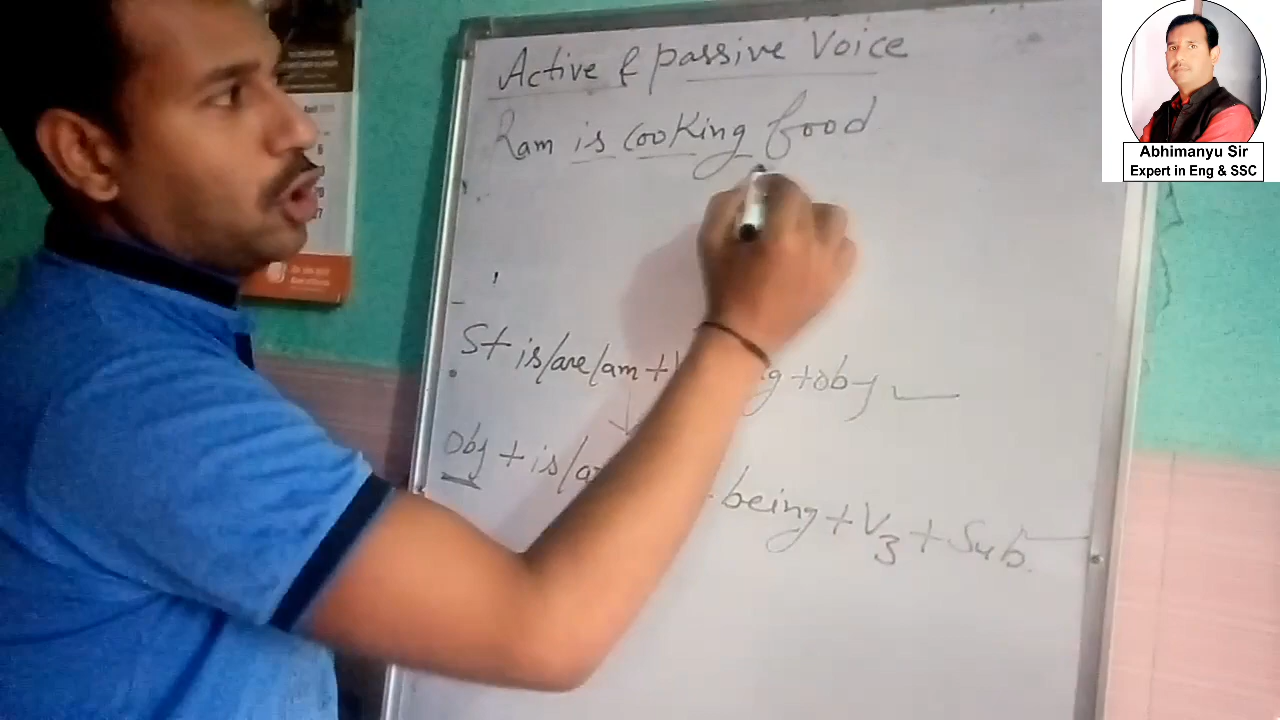 Active & passive Voice
Ram is cooking food
S+ is/are/am + ing +obj
Obj + is/ being + V3 + Sub.
Abhimanyu Sir
Expert in Eng & SSC